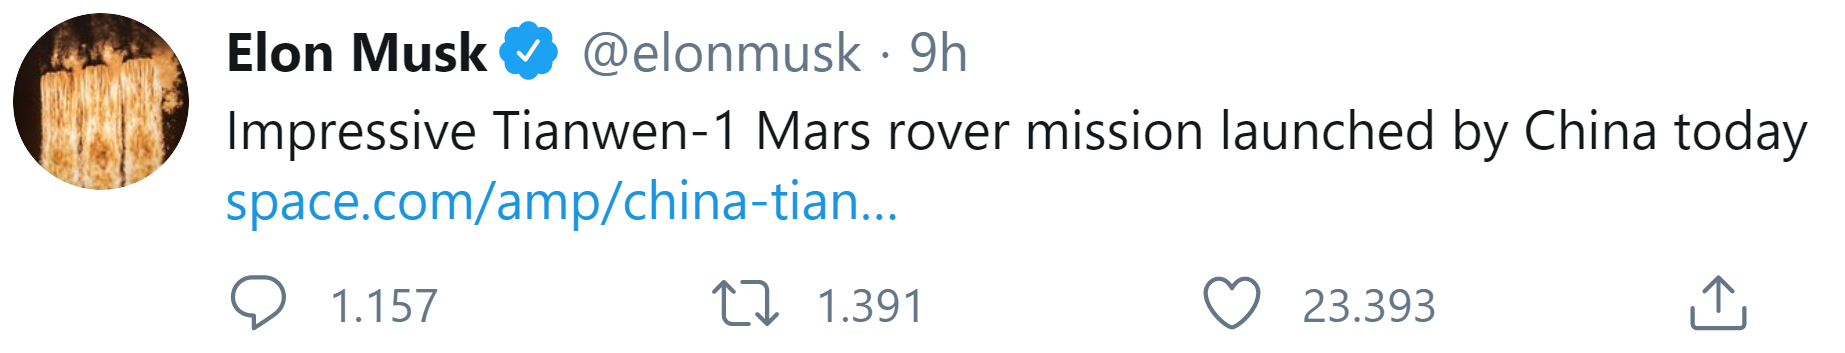 Elon Musk @elonmusk · 9h
Impressive Tianwen-1 Mars rover mission launched by China today
space.com/amp/china-tian...
1.157 1.391 23.393